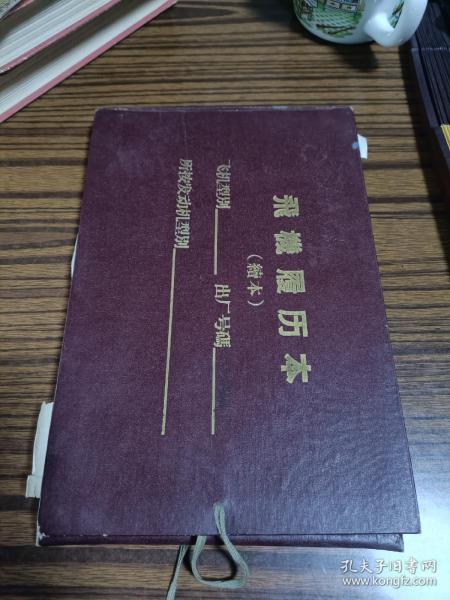 飛機履历本
（續本）
飞机型别 出厂号碼
所按发动机型别
孔夫子旧书网
www.kongfz.com